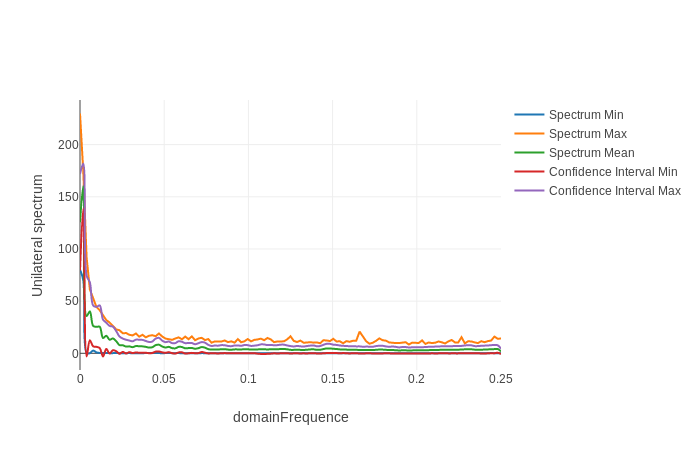 Spectrum Min
Spectrum Max
Spectrum Mean
Confidence Interval Min
Confidence Interval Max
Unilateral spectrum
200
150
100
50
0
0 0.05 0.1 0.15 0.2 0.25
domainFrequence